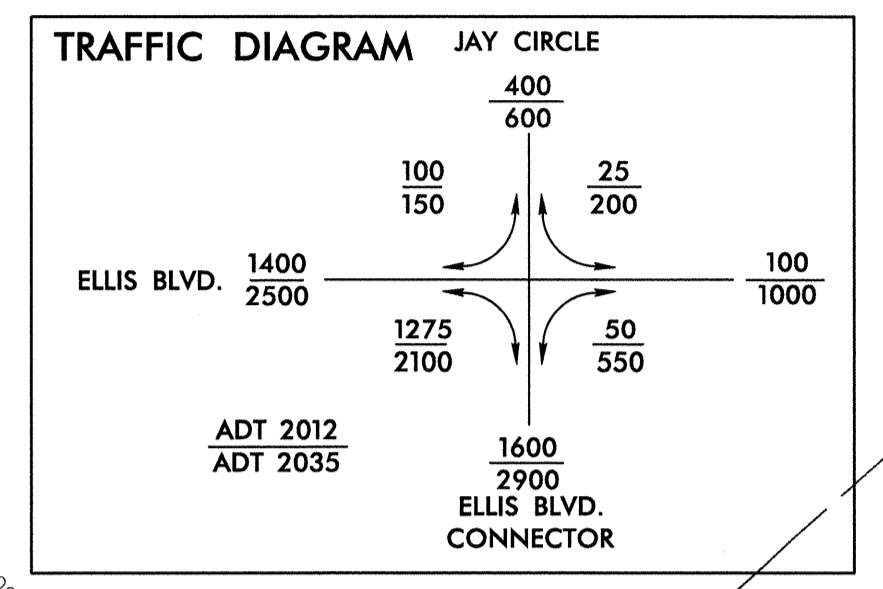 TRAFFIC DIAGRAM
JAY CIRCLE
400
600
100
150
25
200
ELLIS BLVD.
1400
2500
100
1000
1275
2100
50
550
ADT 2012
ADT 2035
1600
2900
ELLIS BLVD.
CONNECTOR